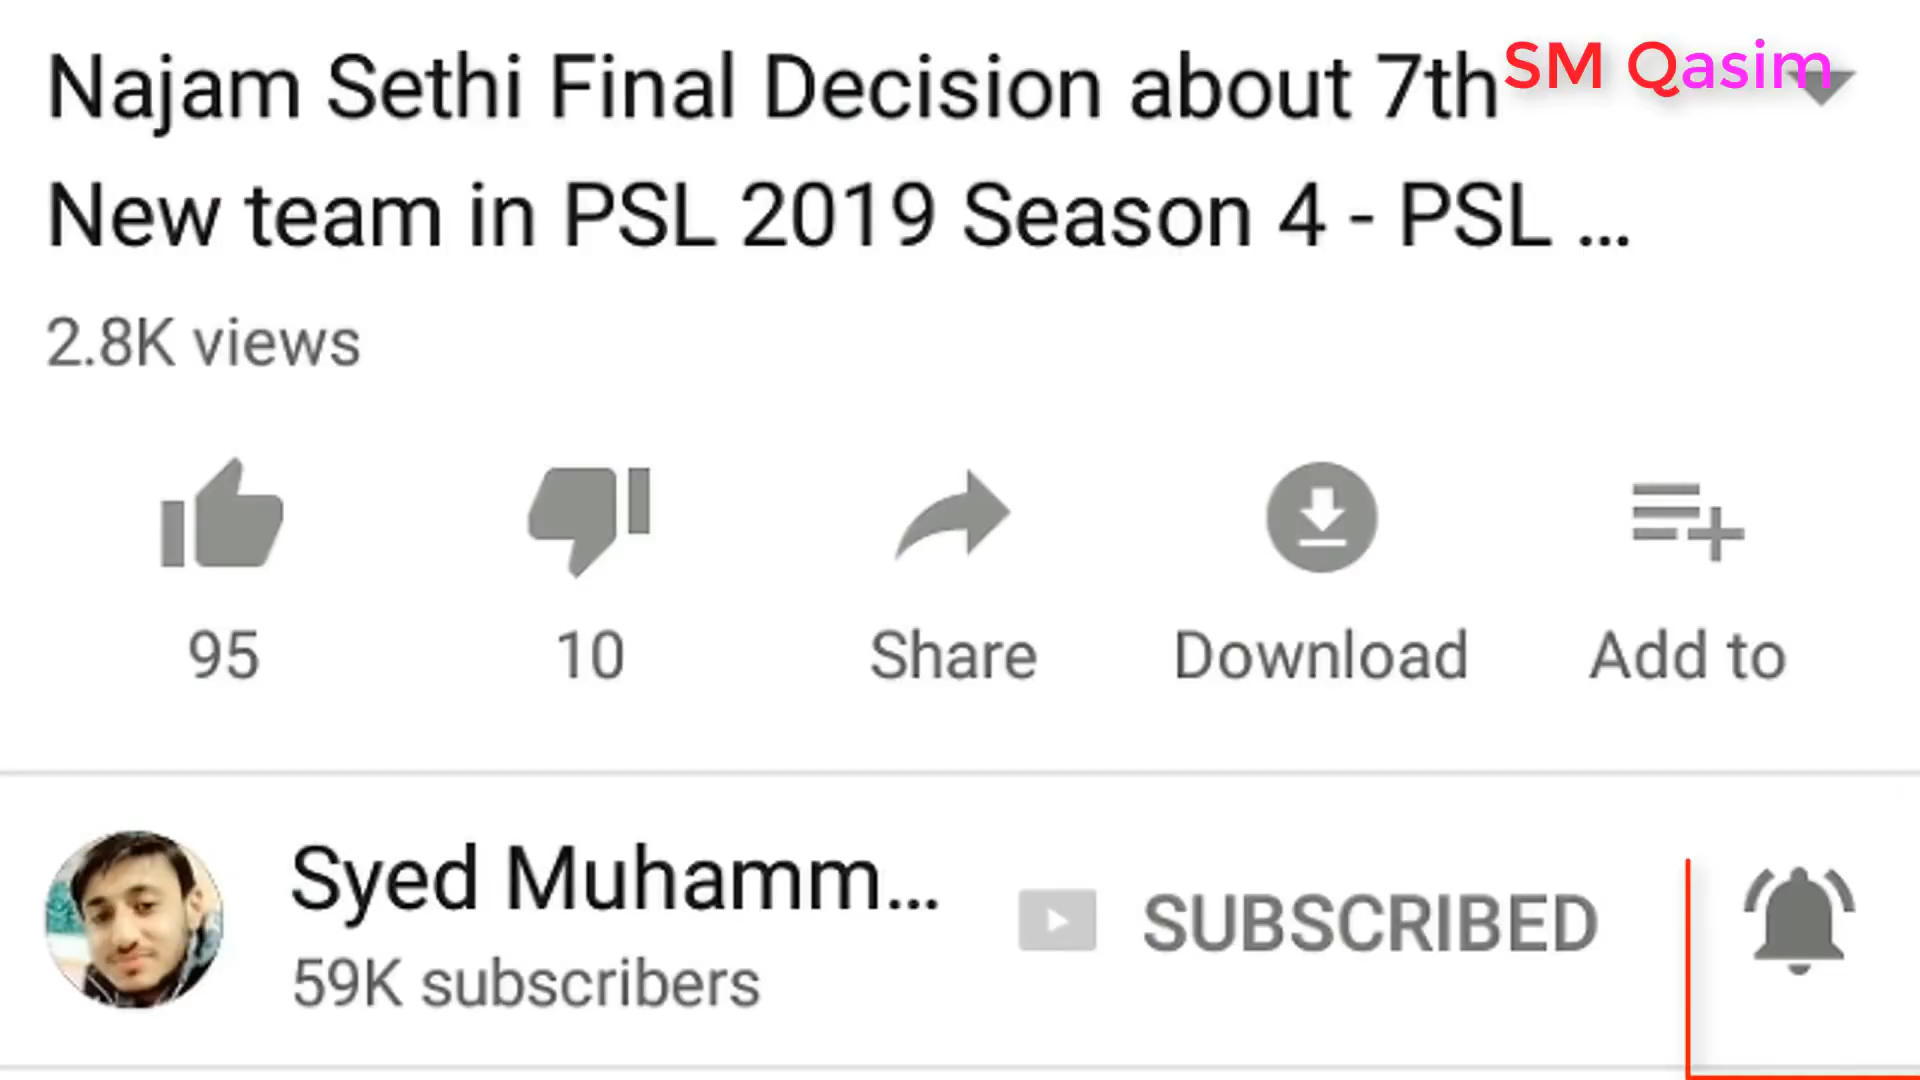 Najam Sethi Final Decision about 7th
SM Qasim
New team in PSL 2019 Season 4 - PSL ...
2.8K views
95
10
Share
Download
Add to
Syed Muhamm...
SUBSCRIBED
59K subscribers